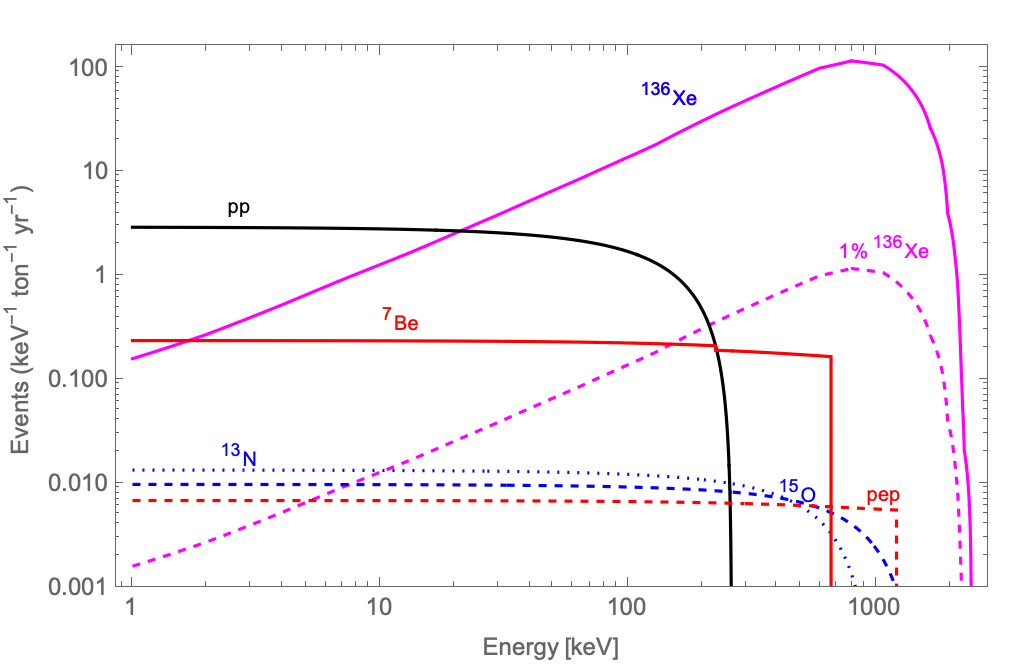 100
10
1
0.100
0.010
0.001
Events (keV⁻¹ ton⁻¹ yr⁻¹)
¹³⁶Xe
pp
1% ¹³⁶Xe
⁷Be
¹³N
¹⁵O
pep
1 10 100 1000
Energy [keV]